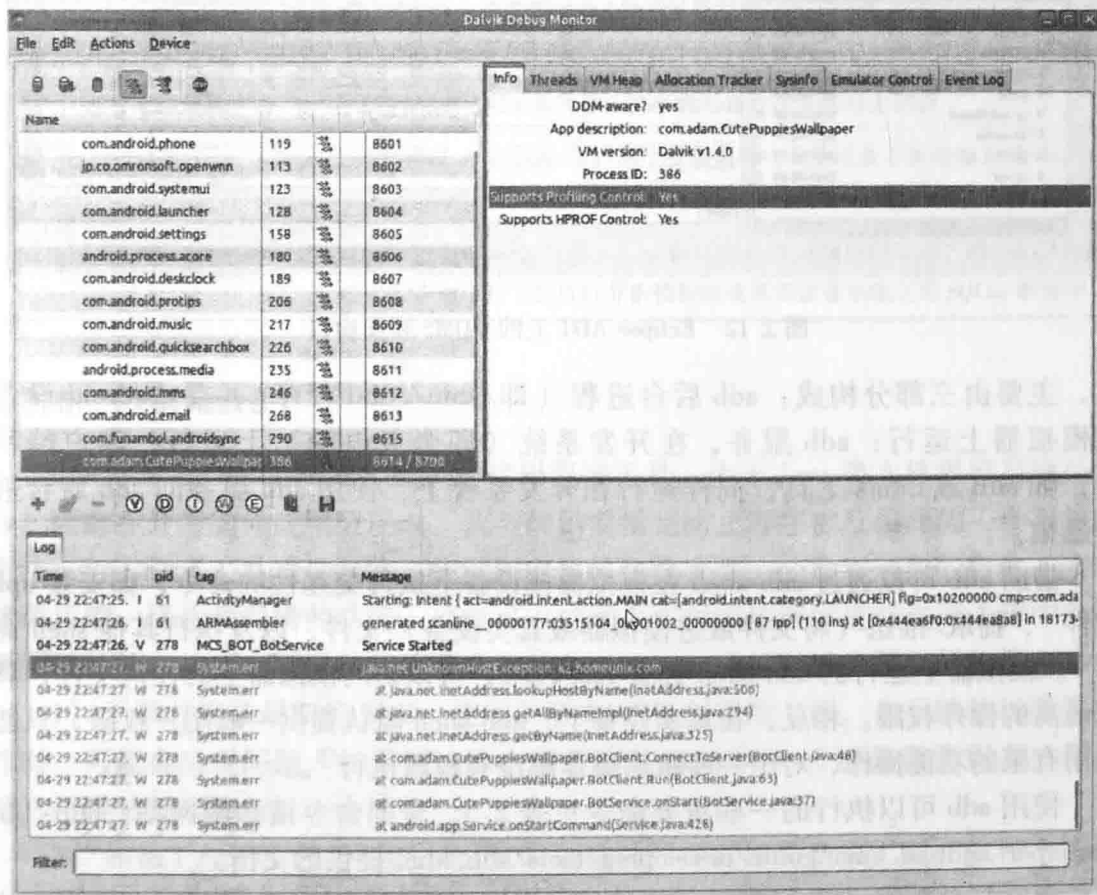 Dalvik Debug Monitor
File Edit Actions Device
Name
com.android.phone 119 8601
jp.co.omronsoft.openwnn 113 8602
com.android.systemui 123 8603
com.android.launcher 128 8604
com.android.settings 158 8605
android.process.acore 180 8606
com.android.deskclock 189 8607
com.android.protips 206 8608
com.android.music 217 8609
com.android.quicksearchbox 226 8610
android.process.media 235 8611
com.android.mms 246 8612
com.android.email 268 8613
com.funambol.androidsync 290 8615
com.adam.CutePuppiesWallpar 386 8614 / 8700
Info Threads VM Heap Allocation Tracker Sysinfo Emulator Control Event Log
DDM-aware? yes
App description: com.adam.CutePuppiesWallpaper
VM version: Dalvik v1.4.0
Process ID: 386
Supports Profiling Control: Yes
Supports HPROF Control: Yes
V D I W E
Log
Time pid tag Message
04-29 22:47:25. I 61 ActivityManager Starting: Intent { act=android.intent.action.MAIN cat=[android.intent.category.LAUNCHER] flg=0x10200000 cmp=com.ada
04-29 22:47:26. I 61 ARMAssembler generated scanline__00000177:03515104_00001002_00000000 [ 87 ipp] (110 ins) at [0x444ea6f0:0x444ea8a8] in 18173
04-29 22:47:26. V 278 MCS_BOT_BotService Service Started
04-29 22:47:27. W 278 System.err java.net.UnknownHostException: k2.homeunix.com
04-29 22:47:27. W 278 System.err at java.net.InetAddress.lookupHostByName(InetAddress.java:506)
04-29 22:47:27. W 278 System.err at java.net.InetAddress.getAllByNameImpl(InetAddress.java:294)
04-29 22:47:27. W 278 System.err at java.net.InetAddress.getByName(InetAddress.java:325)
04-29 22:47:27. W 278 System.err at com.adam.CutePuppiesWallpaper.BotClient.ConnectToServer(BotClient.java:48)
04-29 22:47:27. W 278 System.err at com.adam.CutePuppiesWallpaper.BotClient.Run(BotClient.java:63)
04-29 22:47:27. W 278 System.err at com.adam.CutePuppiesWallpaper.BotService.onStart(BotService.java:37)
04-29 22:47:27. W 278 System.err at android.app.Service.onStartCommand(Service.java:428)
Filter: